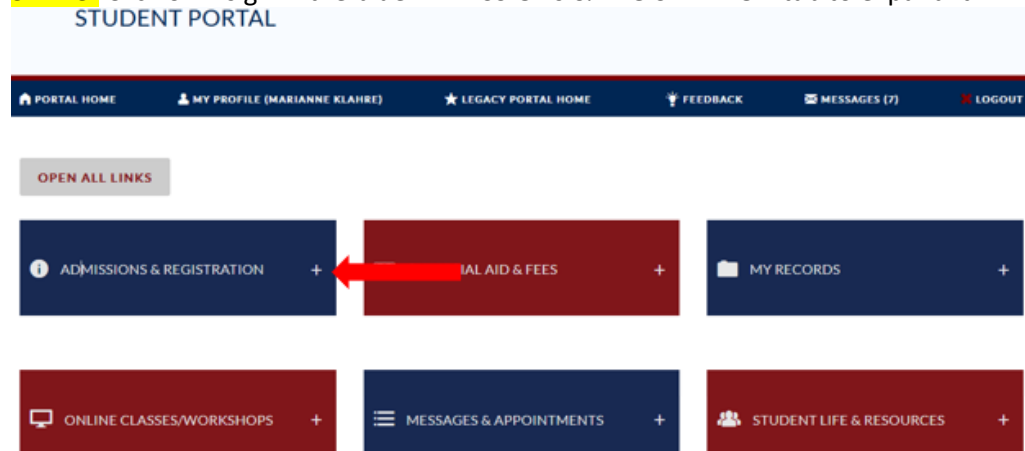 STUDENT PORTAL
PORTAL HOME MY PROFILE (MARIANNE KLAHRE) LEGACY PORTAL HOME FEEDBACK MESSAGES (7) LOGOUT
OPEN ALL LINKS
ADMISSIONS & REGISTRATION + IAL AID & FEES + MY RECORDS +
ONLINE CLASSES/WORKSHOPS + MESSAGES & APPOINTMENTS + STUDENT LIFE & RESOURCES +